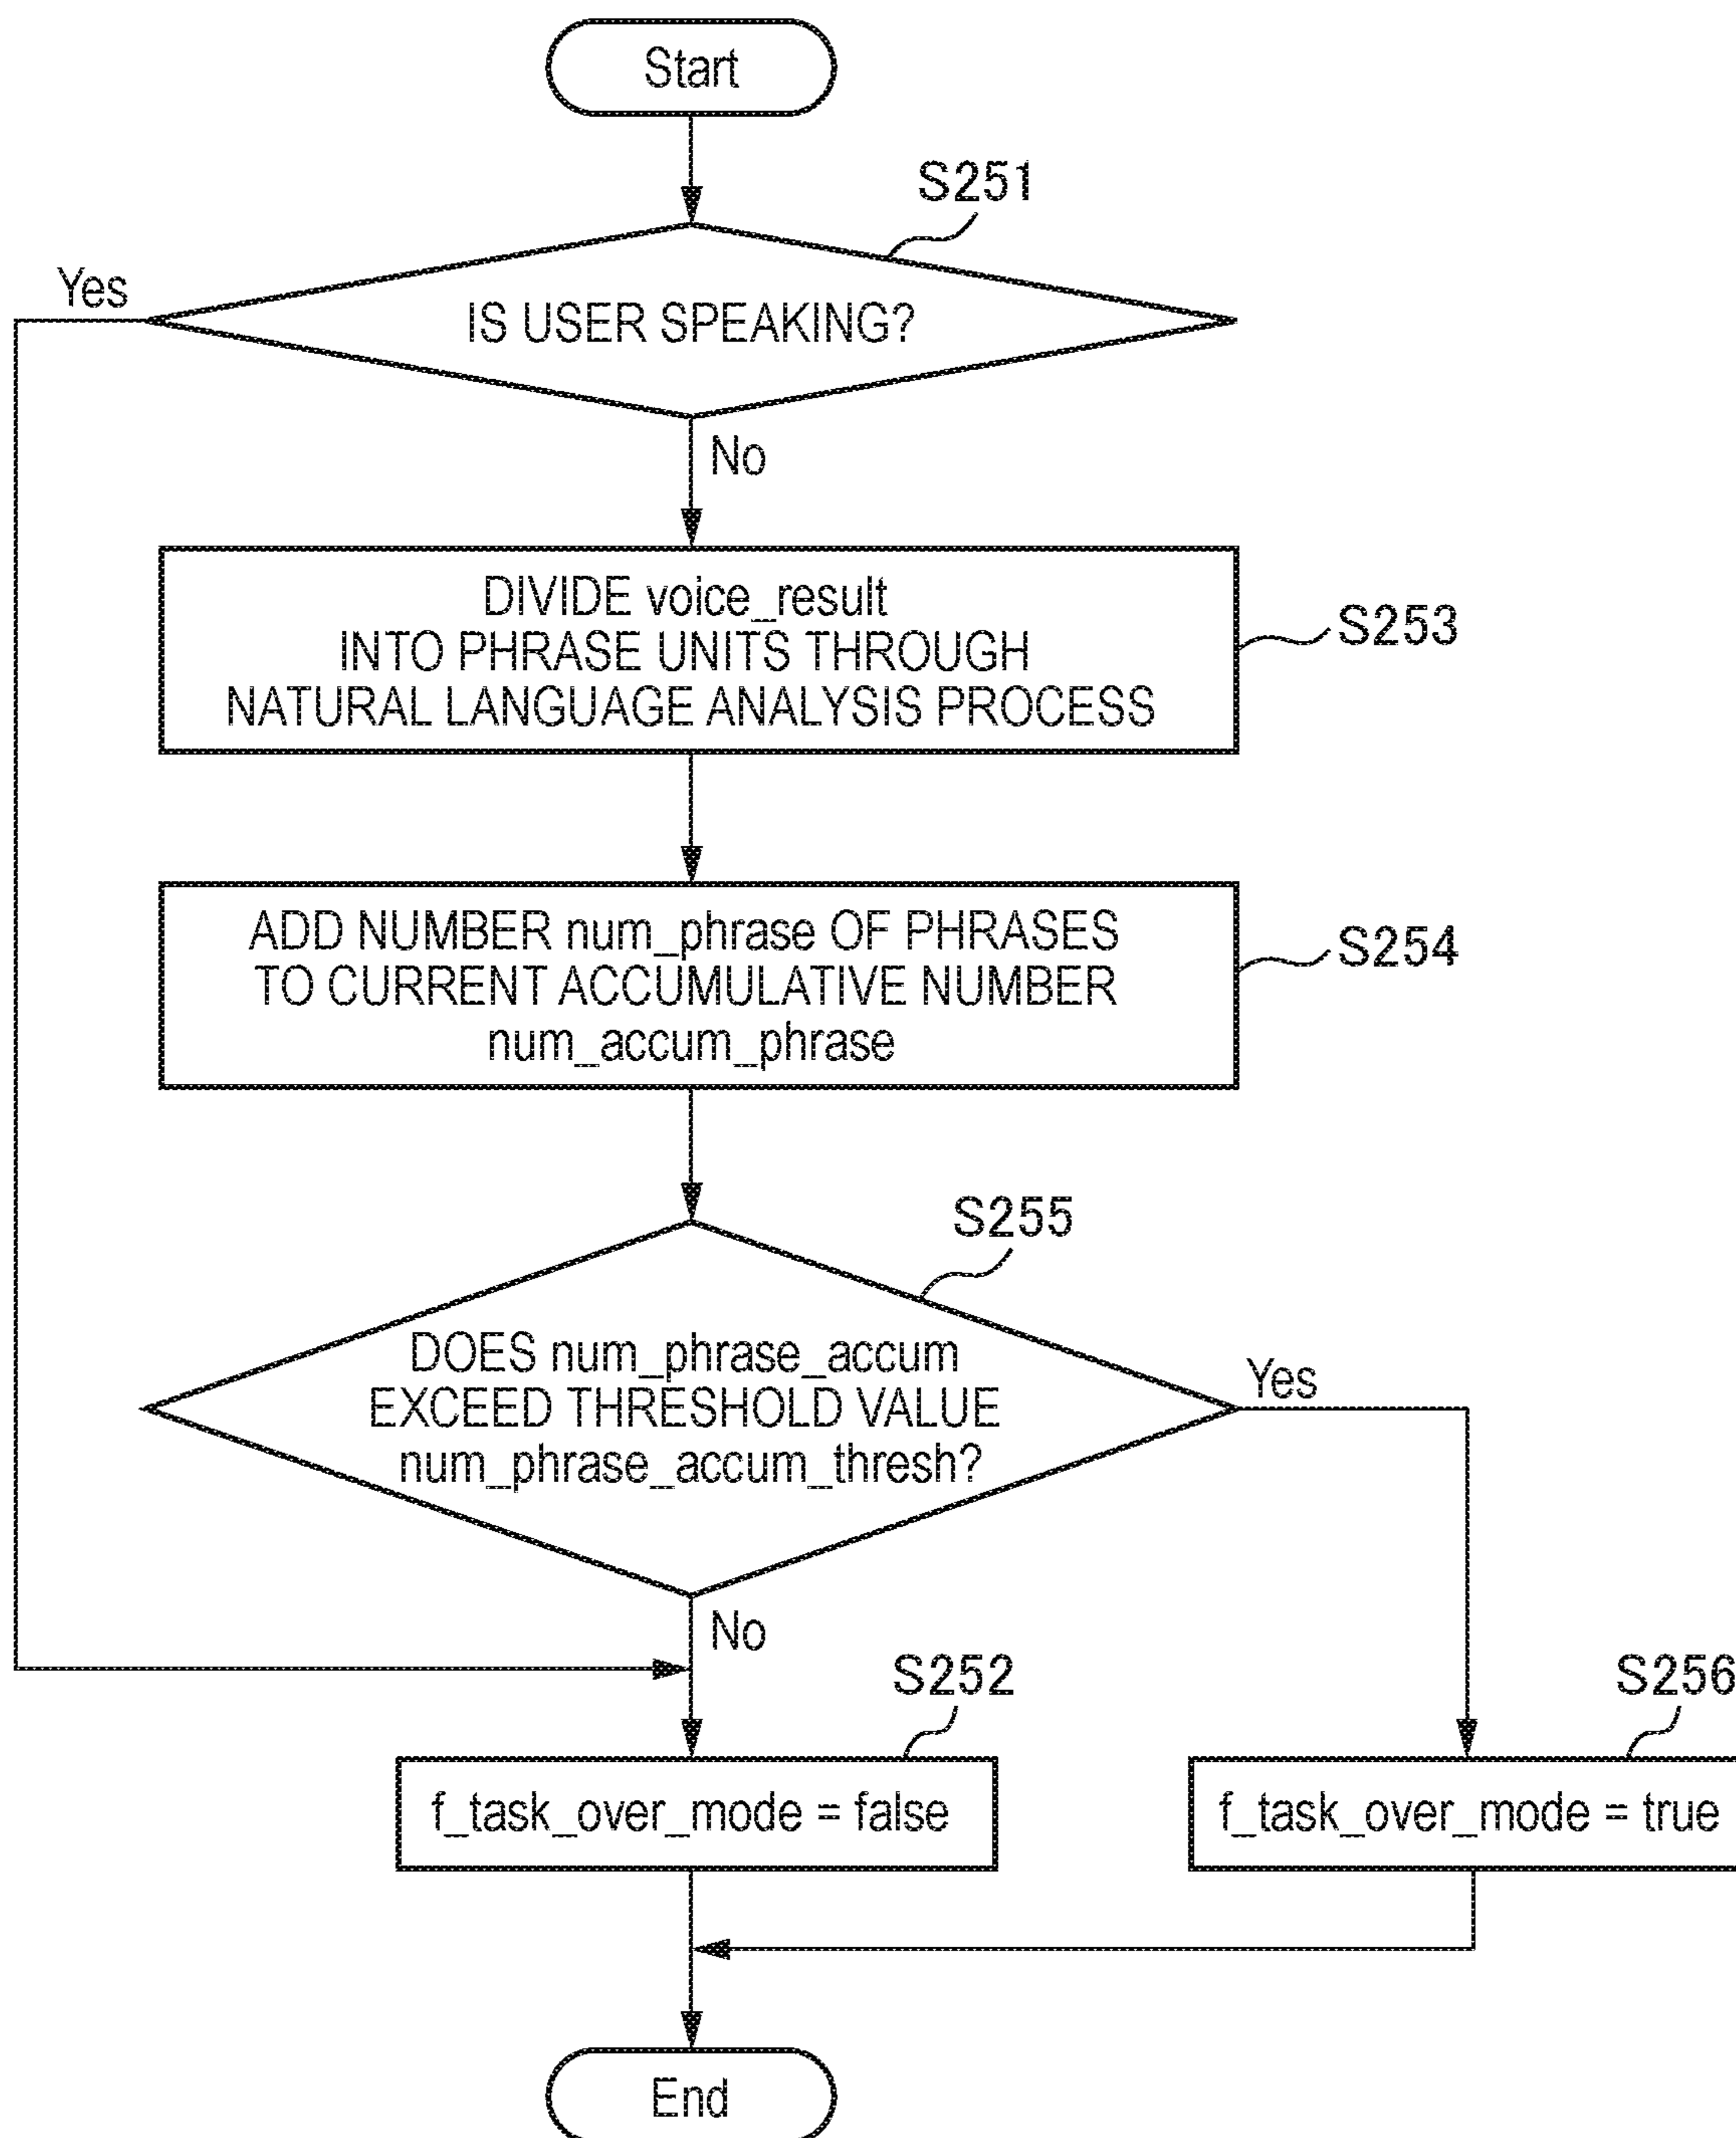 Start
S251
Yes
IS USER SPEAKING?
No
DIVIDE voice_result
INTO PHRASE UNITS THROUGH
NATURAL LANGUAGE ANALYSIS PROCESS
S253
ADD NUMBER num_phrase OF PHRASES
TO CURRENT ACCUMULATIVE NUMBER
num_accum_phrase
S254
S255
DOES num_phrase_accum
EXCEED THRESHOLD VALUE
num_phrase_accum_thresh?
Yes
No
S252
S256
f_task_over_mode = false
f_task_over_mode = true
End